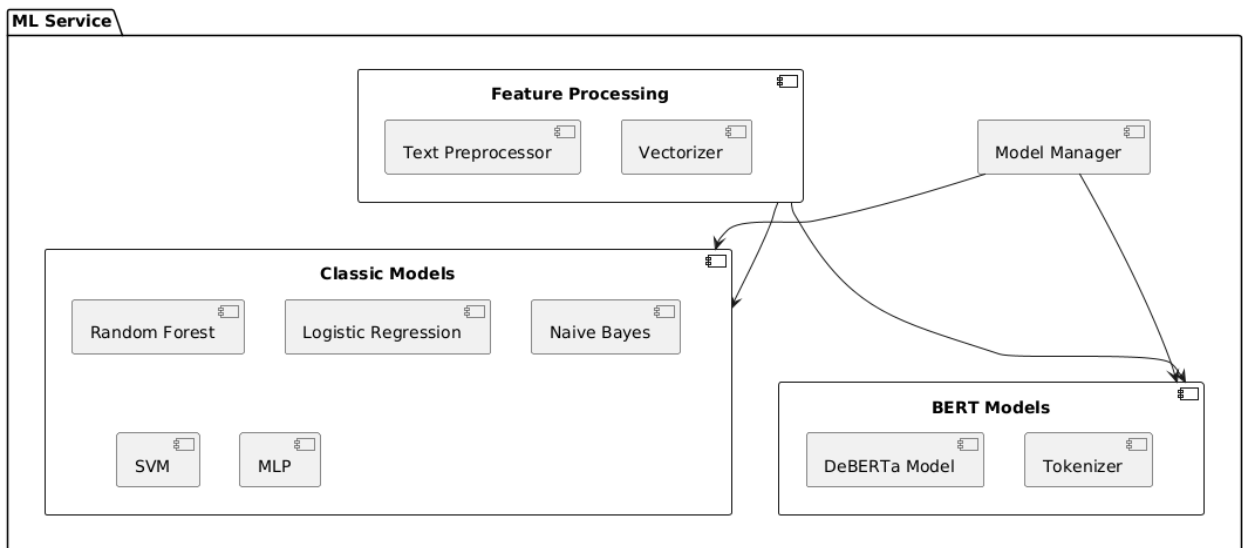 ML Service
Feature Processing
Text Preprocessor
Vectorizer
Model Manager
Classic Models
Random Forest
Logistic Regression
Naive Bayes
SVM
MLP
BERT Models
DeBERTa Model
Tokenizer